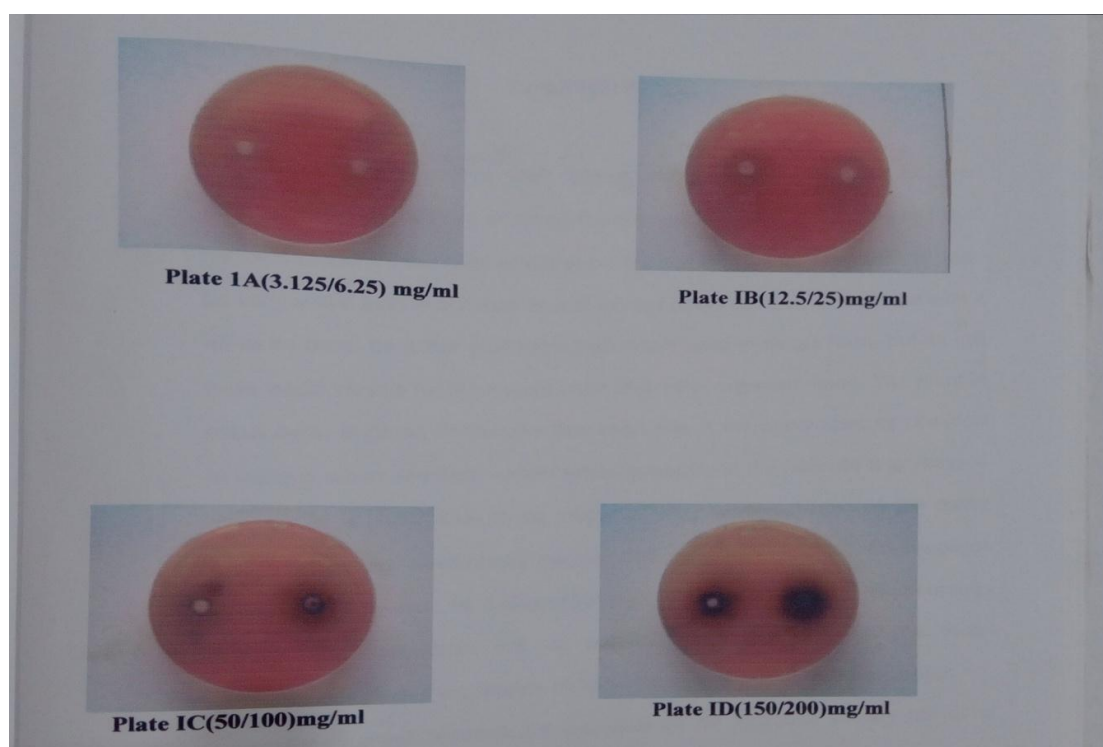 Plate 1A(3.125/6.25) mg/ml
Plate IB(12.5/25)mg/ml
Plate IC(50/100)mg/ml
Plate ID(150/200)mg/ml